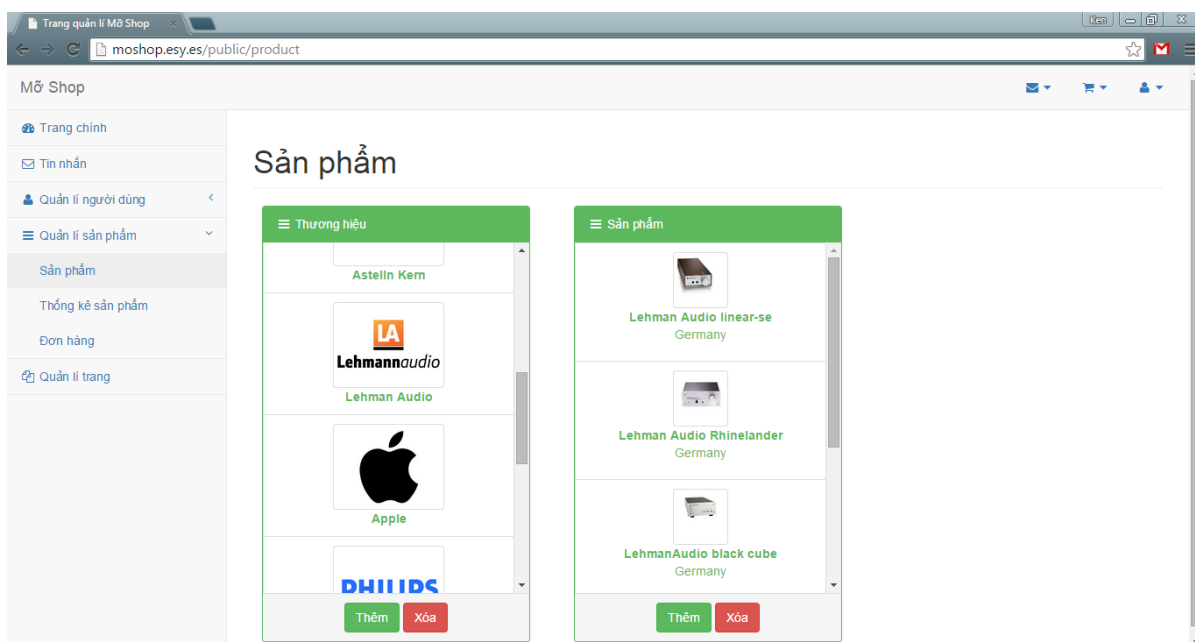 Trang quản lí Mỡ Shop
Ken
moshop.esy.es/public/product
Mỡ Shop
Trang chính
Tin nhắn
Quản lí người dùng
Quản lí sản phẩm
Sản phẩm
Thống kê sản phẩm
Đơn hàng
Quản lí trang
Sản phẩm
Thương hiệu
Astelln Kern
LA
Lehmannaudio
Lehman Audio
Apple
PHILIPS
Thêm Xóa
Sản phẩm
Lehman Audio linear-se
Germany
Lehman Audio Rhinelander
Germany
LehmanAudio black cube
Germany
Thêm Xóa